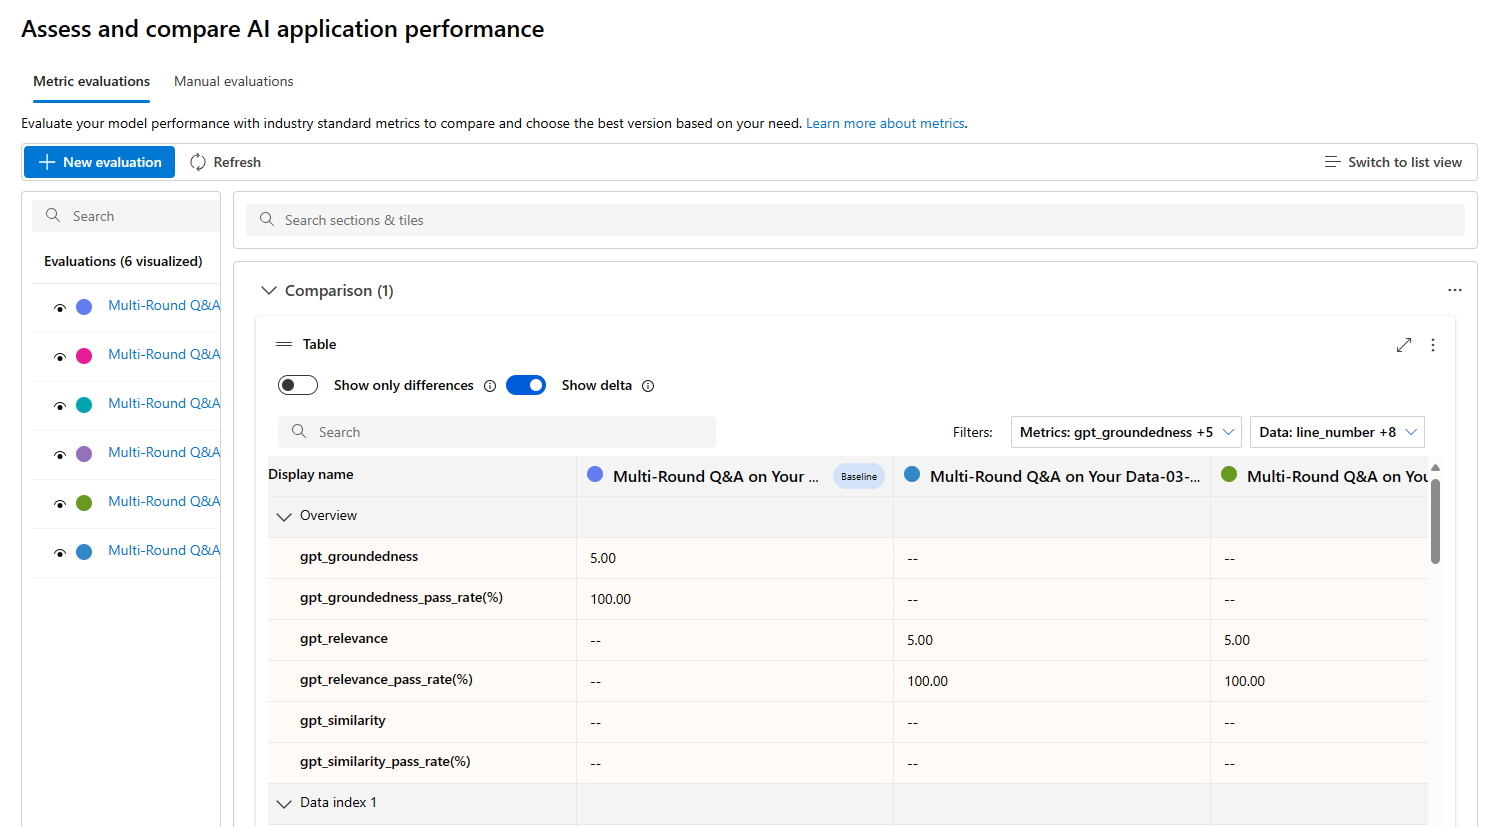 Assess and compare AI application performance
Metric evaluations Manual evaluations
Evaluate your model performance with industry standard metrics to compare and choose the best version based on your need. Learn more about metrics.
New evaluation Refresh Switch to list view
Search
Evaluations (6 visualized)
Multi-Round Q&A
Multi-Round Q&A
Multi-Round Q&A
Multi-Round Q&A
Multi-Round Q&A
Multi-Round Q&A
Search sections & tiles
Comparison (1)
Table
Show only differences Show delta
Search Filters: Metrics: gpt_groundedness +5 Data: line_number +8
Display name Multi-Round Q&A on Your ... Baseline Multi-Round Q&A on Your Data-03-... Multi-Round Q&A on You
Overview
gpt_groundedness 5.00 -- --
gpt_groundedness_pass_rate(%) 100.00 -- --
gpt_relevance -- 5.00 5.00
gpt_relevance_pass_rate(%) -- 100.00 100.00
gpt_similarity -- -- --
gpt_similarity_pass_rate(%) -- -- --
Data index 1